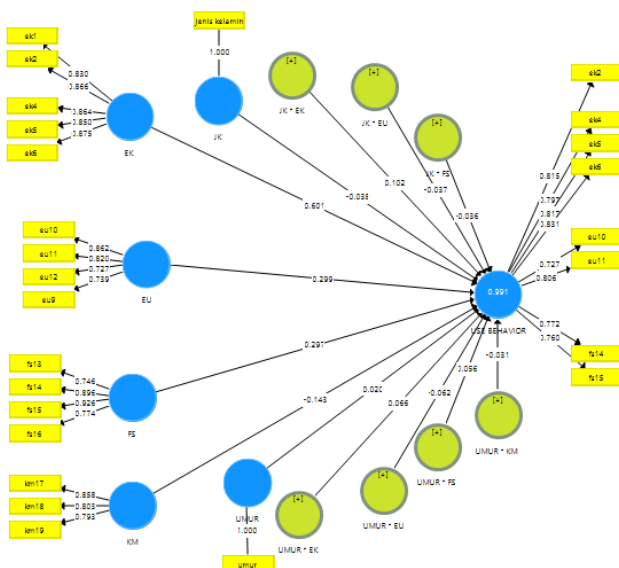 jenis kelamin
1.000
JK
ek1
ek2
ek4
ek5
ek6
0.830
0.866
0.864
0.850
0.875
EK
[+]
JK * EK
[+]
JK * EU
[+]
JK * FS
ek2
ek4
ek5
ek6
0.815
0.797
0.817
0.831
0.102
-0.037
-0.036
0.601
eu10
eu11
eu12
eu9
0.862
0.820
0.727
0.739
EU
0.299
0.991
USE BEHAVIOR
eu10
eu11
0.727
0.806
fs13
fs14
fs15
fs16
0.746
0.896
0.926
0.774
FS
0.291
fs14
fs15
0.772
0.760
-0.143
0.066
-0.062
0.056
-0.031
[+]
UMUR * KM
[+]
UMUR * FS
[+]
UMUR * EU
[+]
UMUR * EK
km17
km18
km19
0.858
0.803
0.793
KM
UMUR
1.000
umur